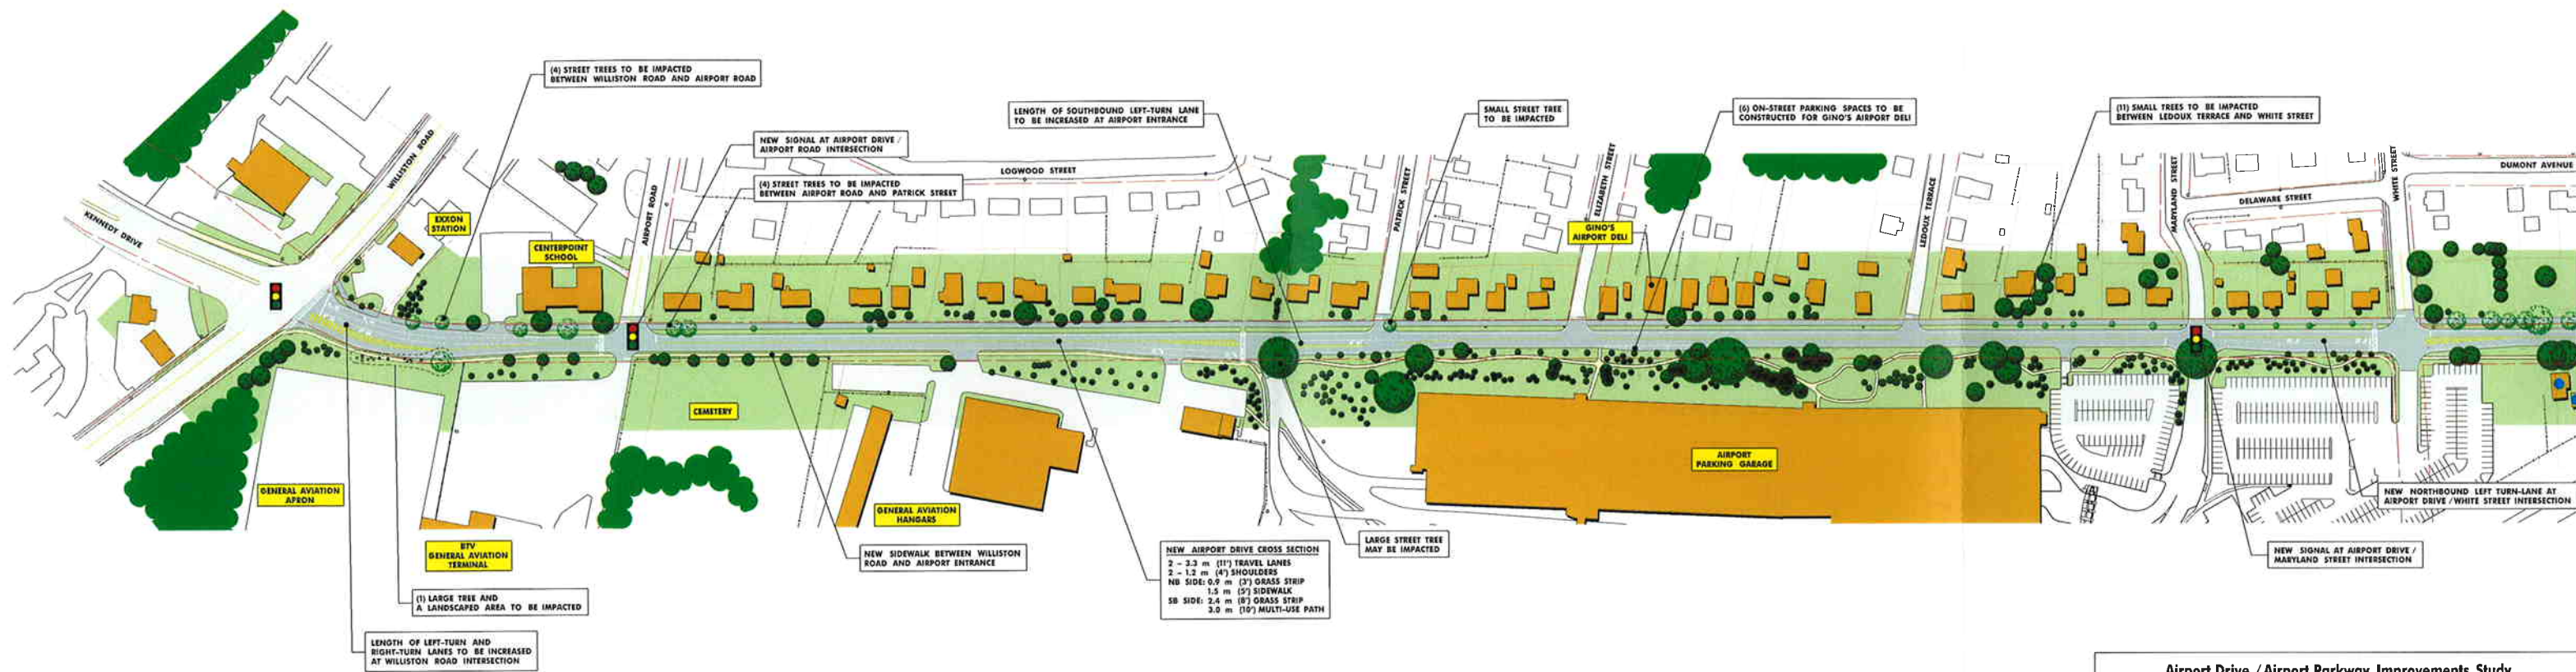 (4) STREET TREES TO BE IMPACTED
BETWEEN WILLISTON ROAD AND AIRPORT ROAD
NEW SIGNAL AT AIRPORT DRIVE /
AIRPORT ROAD INTERSECTION
(4) STREET TREES TO BE IMPACTED
BETWEEN AIRPORT ROAD AND PATRICK STREET
LENGTH OF SOUTHBOUND LEFT-TURN LANE
TO BE INCREASED AT AIRPORT ENTRANCE
SMALL STREET TREE
TO BE IMPACTED
(6) ON-STREET PARKING SPACES TO BE
CONSTRUCTED FOR GINO'S AIRPORT DELI
(11) SMALL TREES TO BE IMPACTED
BETWEEN LEDOUX TERRACE AND WHITE STREET
KENNEDY DRIVE
WILLISTON ROAD
EXXON
STATION
CENTERPOINT
SCHOOL
AIRPORT ROAD
LOGWOOD STREET
PATRICK STREET
ELIZABETH STREET
GINO'S
AIRPORT DELI
LEDOUX TERRACE
MARYLAND STREET
DELAWARE STREET
WHITE STREET
DUMONT AVENUE
CEMETERY
GENERAL AVIATION
APRON
BTV
GENERAL AVIATION
TERMINAL
GENERAL AVIATION
HANGARS
AIRPORT
PARKING GARAGE
(1) LARGE TREE AND
A LANDSCAPED AREA TO BE IMPACTED
LENGTH OF LEFT-TURN AND
RIGHT-TURN LANES TO BE INCREASED
AT WILLISTON ROAD INTERSECTION
NEW SIDEWALK BETWEEN WILLISTON
ROAD AND AIRPORT ENTRANCE
NEW AIRPORT DRIVE CROSS SECTION
2 - 3.3 m (11') TRAVEL LANES
2 - 1.2 m (4') SHOULDERS
NB SIDE: 0.9 m (3') GRASS STRIP
1.5 m (5') SIDEWALK
SB SIDE: 2.4 m (8') GRASS STRIP
3.0 m (10') MULTI-USE PATH
LARGE STREET TREE
MAY BE IMPACTED
NEW NORTHBOUND LEFT TURN-LANE AT
AIRPORT DRIVE / WHITE STREET INTERSECTION
NEW SIGNAL AT AIRPORT DRIVE /
MARYLAND STREET INTERSECTION
Airport Drive / Airport Parkway Improvements Study